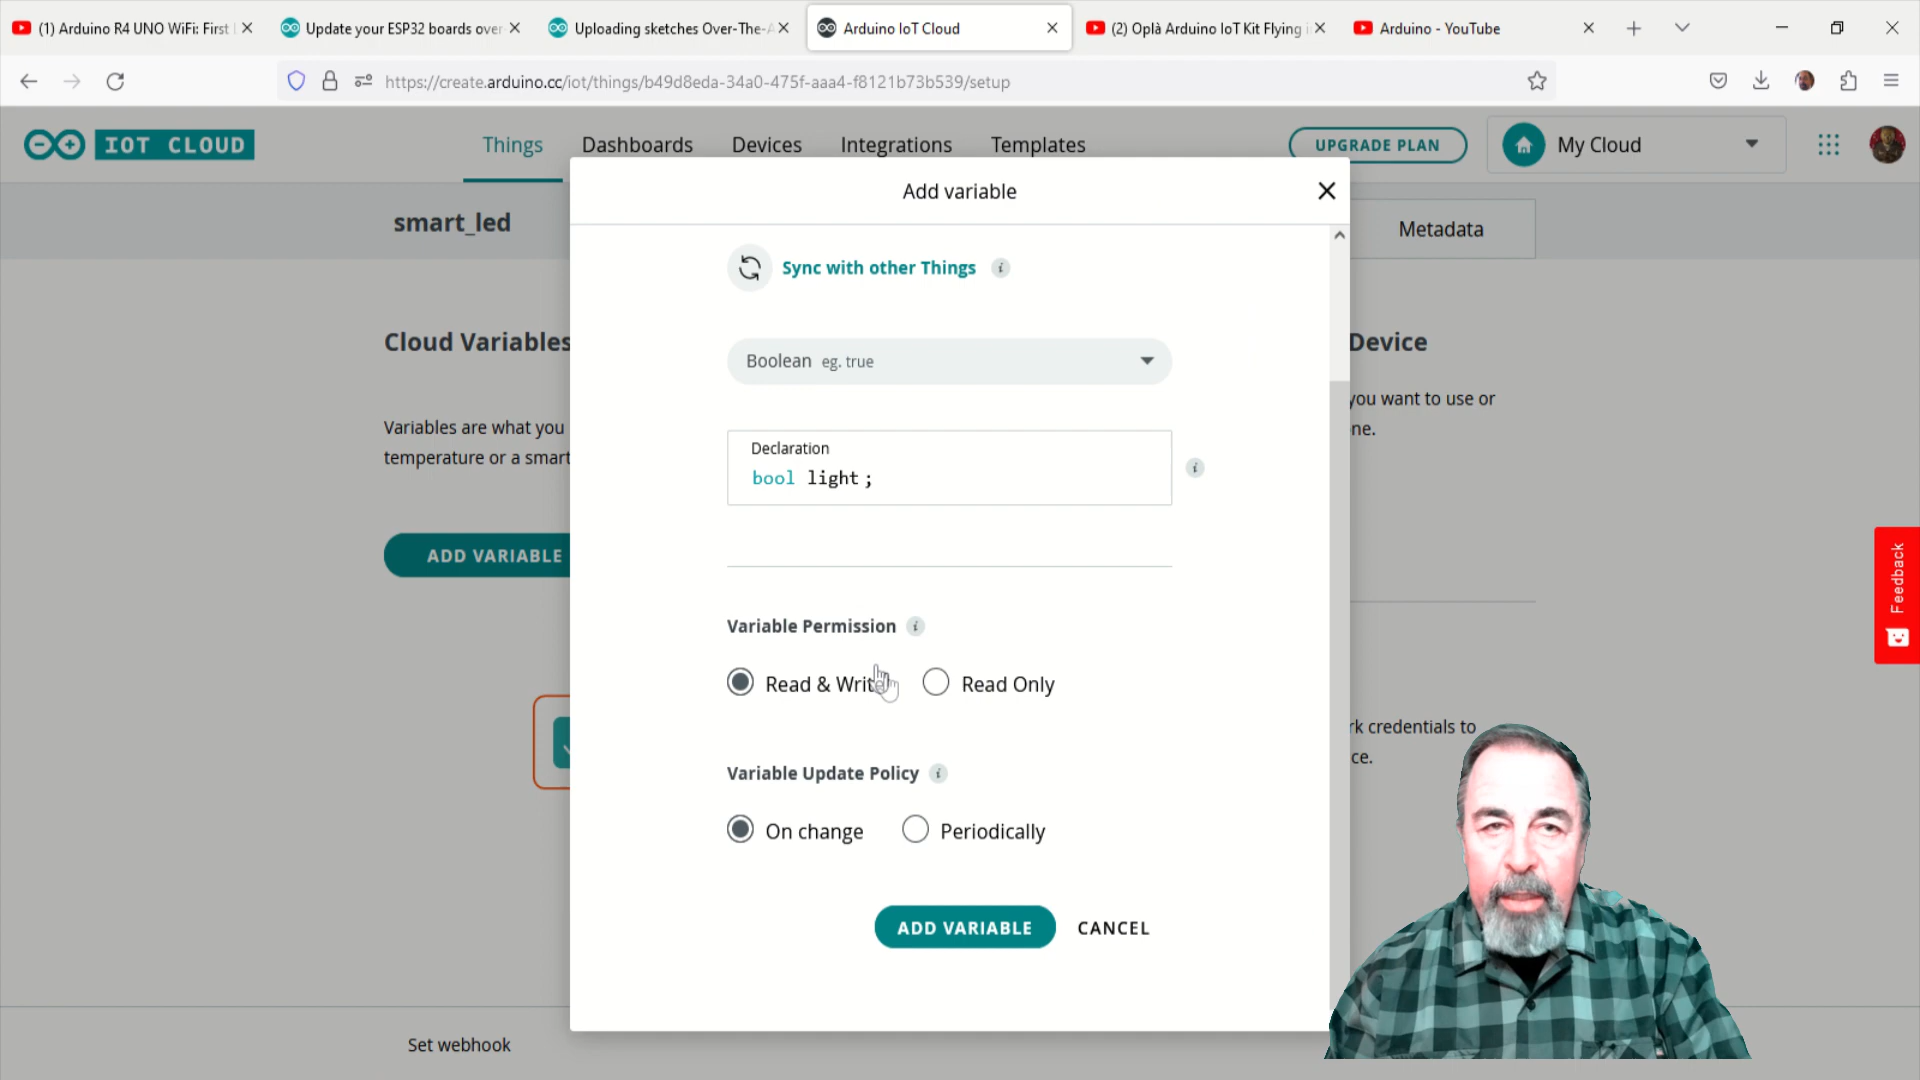 (1) Arduino R4 UNO WiFi: First
Update your ESP32 boards over
Uploading sketches Over-The-A
Arduino IoT Cloud
(2) Oplà Arduino IoT Kit Flying i
Arduino - YouTube
https://create.arduino.cc/iot/things/b49d8eda-34a0-475f-aaa4-f8121b73b539/setup
IOT CLOUD
Things
Dashboards
Devices
Integrations
Templates
UPGRADE PLAN
My Cloud
Add variable
smart_led
Metadata
Sync with other Things
Cloud Variables
Device
Boolean eg. true
Variables are what you
temperature or a smart
you want to use or
ne.
Declaration
bool light ;
ADD VARIABLE
Feedback
Variable Permission
Read & Write
Read Only
rk credentials to
ce.
Variable Update Policy
On change
Periodically
ADD VARIABLE
CANCEL
Set webhook